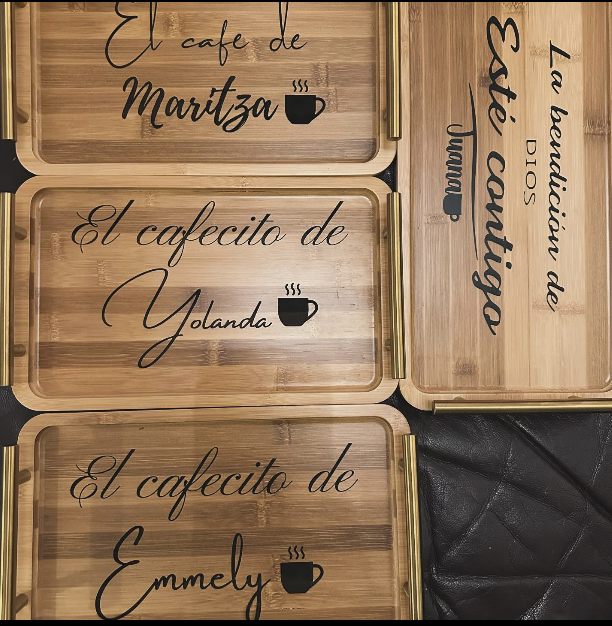 El cafe de
Maritza
El cafecito de
Yolanda
El cafecito de
Emmely
La bendición de
DIOS
Esté contigo
Juana